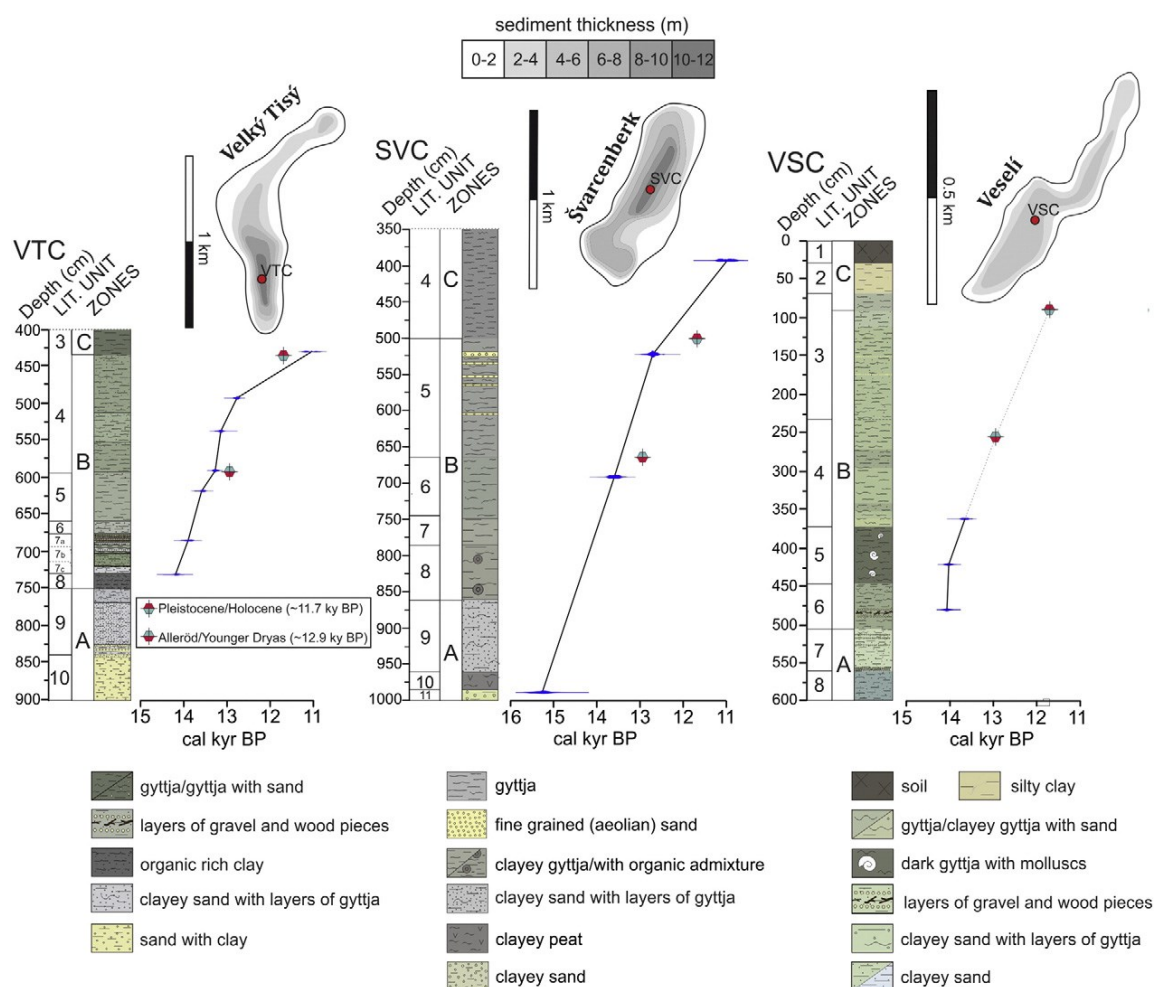 sediment thickness (m)
0-2 2-4 4-6 6-8 8-10 10-12
Velký Tisý
1 km
VTC
VTC
Depth (cm)
LIT. UNIT
ZONES
400
450
500
550
600
650
700
750
800
850
900
3
4
5
6
7a
7b
7c
8
9
10
C
B
A
Pleistocene/Holocene (~11.7 ky BP)
Alleröd/Younger Dryas (~12.9 ky BP)
15 14 13 12 11
cal kyr BP
Švarcenberk
1 km
SVC
SVC
Depth (cm)
LIT. UNIT
ZONES
350
400
450
500
550
600
650
700
750
800
850
900
950
1000
4
5
6
7
8
9
10
11
C
B
A
16 15 14 13 12 11
cal kyr BP
Veselí
0.5 km
VSC
VSC
Depth (cm)
LIT. UNIT
ZONES
0
50
100
150
200
250
300
350
400
450
500
600
1
2
3
4
5
6
7
8
C
B
A
15 14 13 12 11
cal kyr BP
gyttja/gyttja with sand
layers of gravel and wood pieces
organic rich clay
clayey sand with layers of gyttja
sand with clay
gyttja
fine grained (aeolian) sand
clayey gyttja/with organic admixture
clayey sand with layers of gyttja
clayey peat
clayey sand
soil
silty clay
gyttja/clayey gyttja with sand
dark gyttja with molluscs
layers of gravel and wood pieces
clayey sand with layers of gyttja
clayey sand